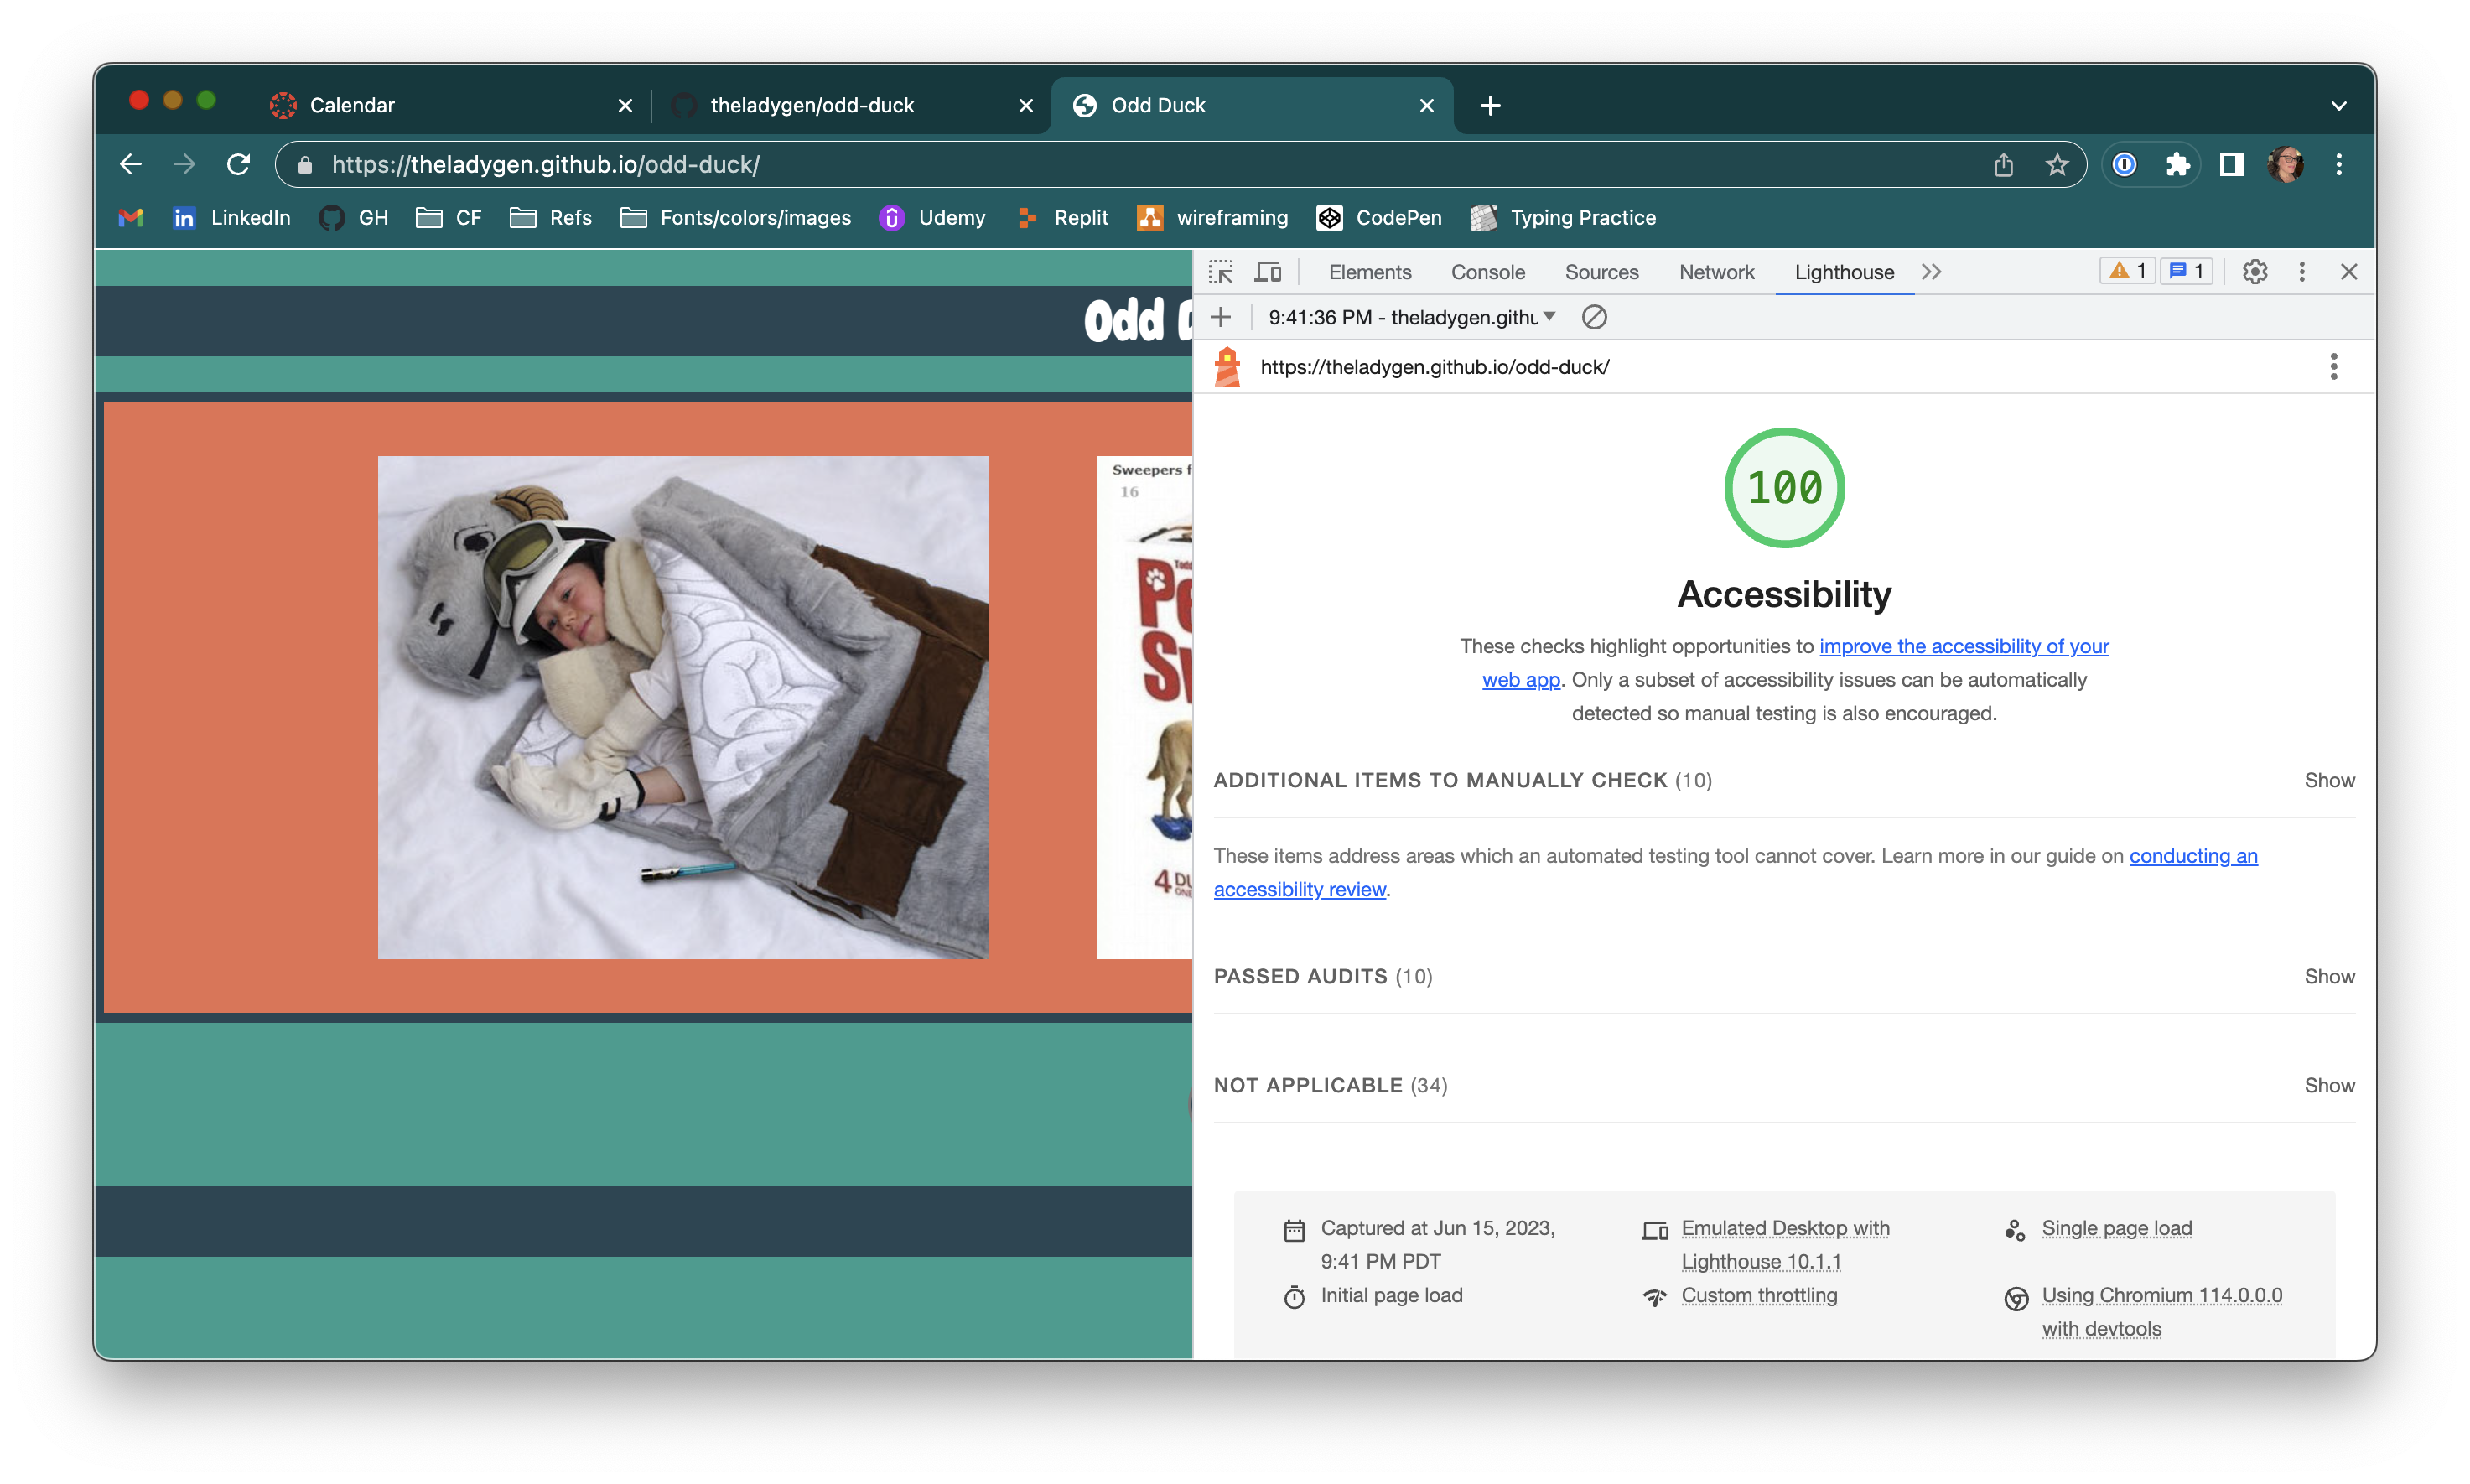 Calendar
theladygen/odd-duck
Odd Duck
https://theladygen.github.io/odd-duck/
LinkedIn
GH
CF
Refs
Fonts/colors/images
Udemy
Replit
wireframing
CodePen
Typing Practice
Odd
Sweepers f
16
4
Elements
Console
Sources
Network
Lighthouse
1
1
9:41:36 PM - theladygen.githu
https://theladygen.github.io/odd-duck/
100
Accessibility
These checks highlight opportunities to improve the accessibility of your
web app. Only a subset of accessibility issues can be automatically
detected so manual testing is also encouraged.
ADDITIONAL ITEMS TO MANUALLY CHECK (10)
Show
These items address areas which an automated testing tool cannot cover. Learn more in our guide on conducting an
accessibility review.
PASSED AUDITS (10)
Show
NOT APPLICABLE (34)
Show
Captured at Jun 15, 2023,
9:41 PM PDT
Initial page load
Emulated Desktop with
Lighthouse 10.1.1
Custom throttling
Single page load
Using Chromium 114.0.0.0
with devtools